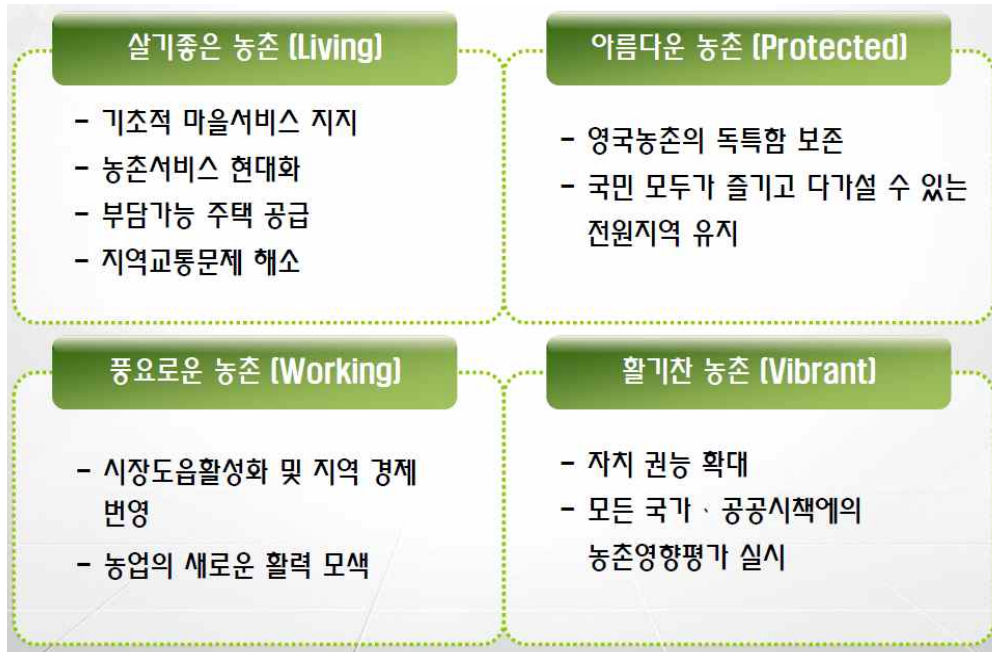 살기좋은 농촌 (Living)
- 기초적 마을서비스 지지
- 농촌서비스 현대화
- 부담가능 주택 공급
- 지역교통문제 해소
아름다운 농촌 (Protected)
- 영국농촌의 독특함 보존
- 국민 모두가 즐기고 다가설 수 있는
전원지역 유지
풍요로운 농촌 (Working)
- 시장도읍활성화 및 지역 경제
번영
- 농업의 새로운 활력 모색
활기찬 농촌 (Vibrant)
- 자치 권능 확대
- 모든 국가ㆍ공공시책에의
농촌영향평가 실시